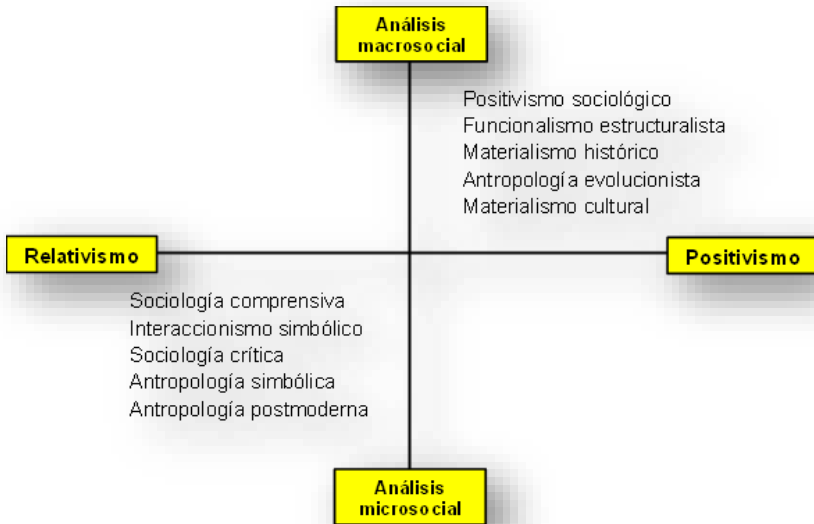 Análisis
macrosocial
Positivismo sociológico
Funcionalismo estructuralista
Materialismo histórico
Antropología evolucionista
Materialismo cultural
Relativismo
Positivismo
Sociología comprensiva
Interaccionismo simbólico
Sociología crítica
Antropología simbólica
Antropología postmoderna
Análisis
microsocial